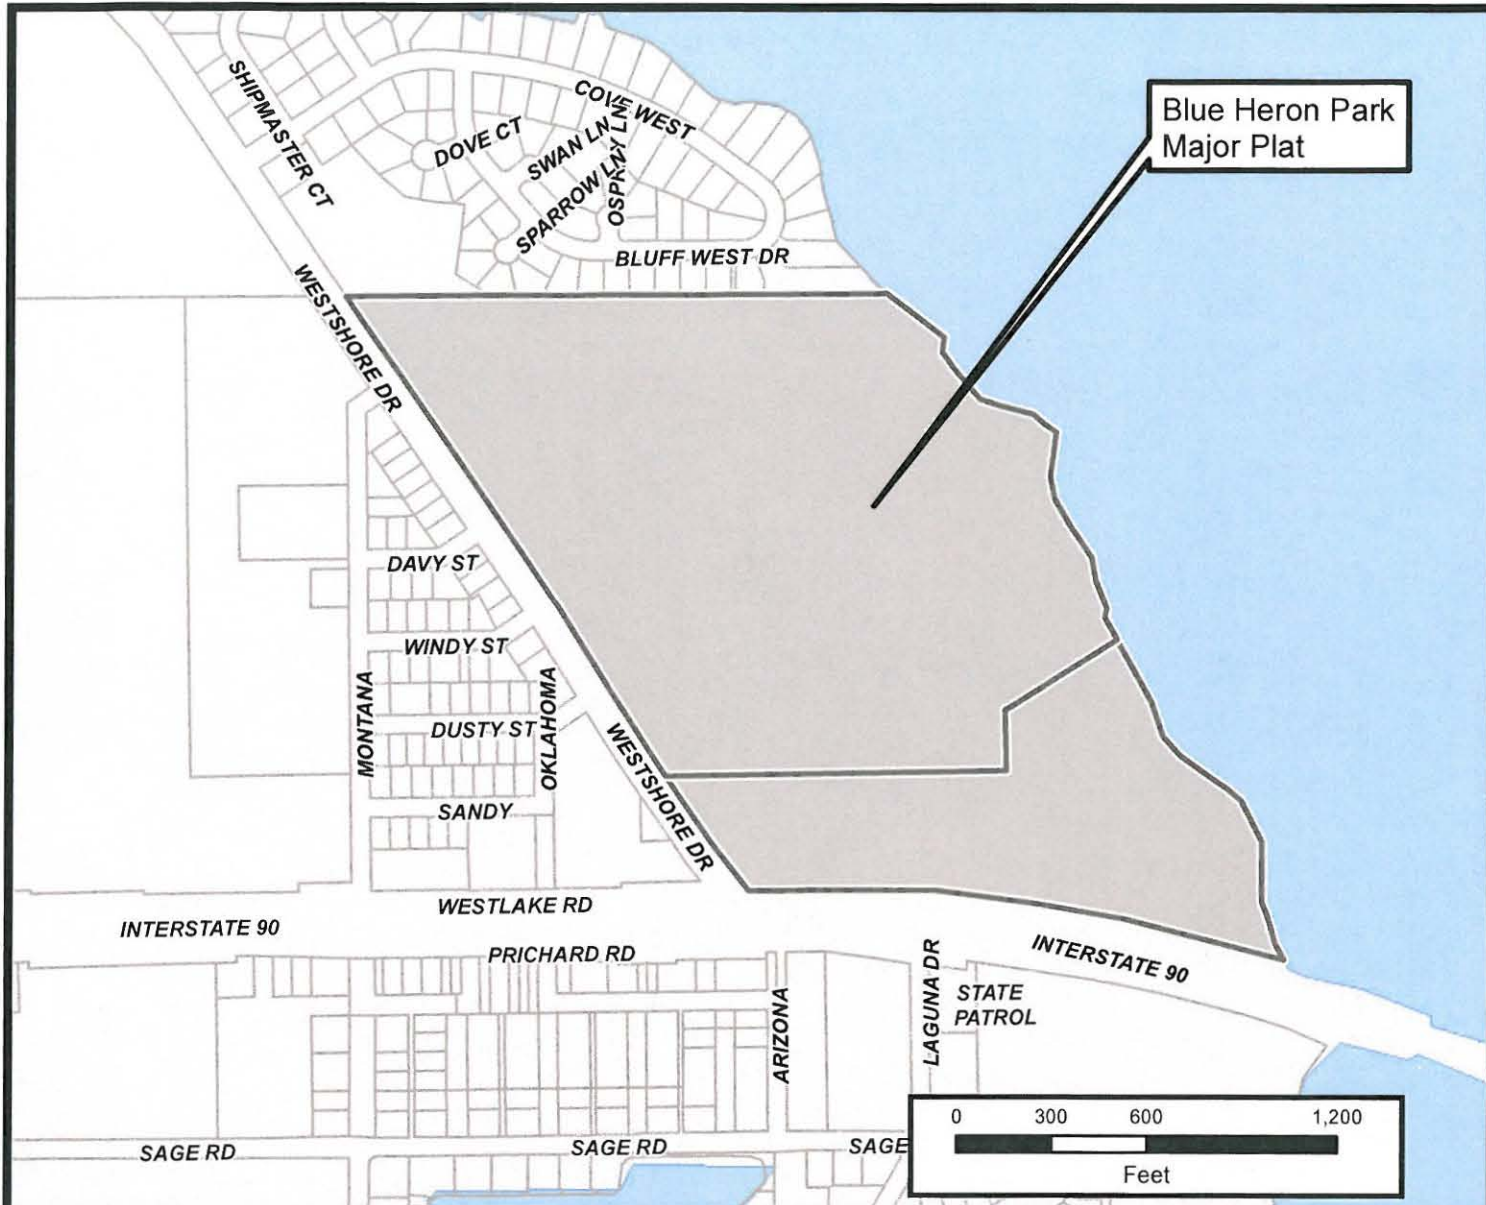 SHIPMASTER CT
COVE WEST
DOVE CT
SWAN LN
OSPREY LN
SPARROW LN
BLUFF WEST DR
Blue Heron Park
Major Plat
WESTSHORE DR
DAVY ST
WINDY ST
MONTANA
OKLAHOMA
DUSTY ST
WESTSHORE DR
SANDY
WESTLAKE RD
INTERSTATE 90
PRICHARD RD
INTERSTATE 90
LAGUNA DR
STATE
PATROL
ARIZONA
0 300 600 1,200
Feet
SAGE RD
SAGE RD
SAGE